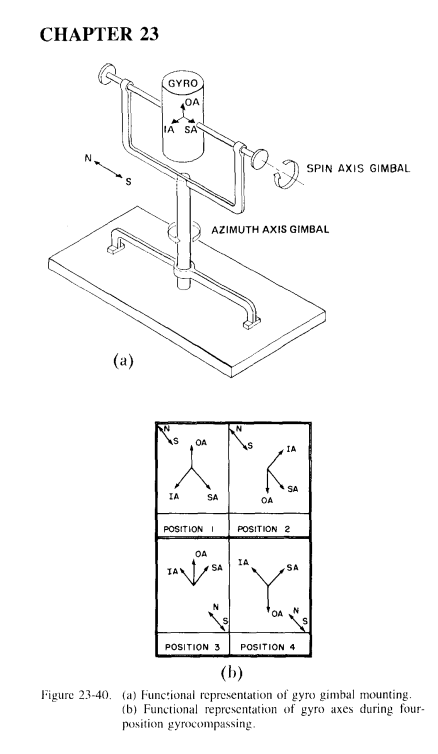 CHAPTER 23
GYRO
OA
IA SA
N
S
SPIN AXIS GIMBAL
AZIMUTH AXIS GIMBAL
(a)
N
S
OA
IA
SA
POSITION 1
N
S
IA
SA
OA
POSITION 2
OA
IA
SA
N
S
POSITION 3
IA
SA
OA
N
S
POSITION 4
(b)
Figure 23-40. (a) Functional representation of gyro gimbal mounting.
(b) Functional representation of gyro axes during four-
position gyrocompassing.